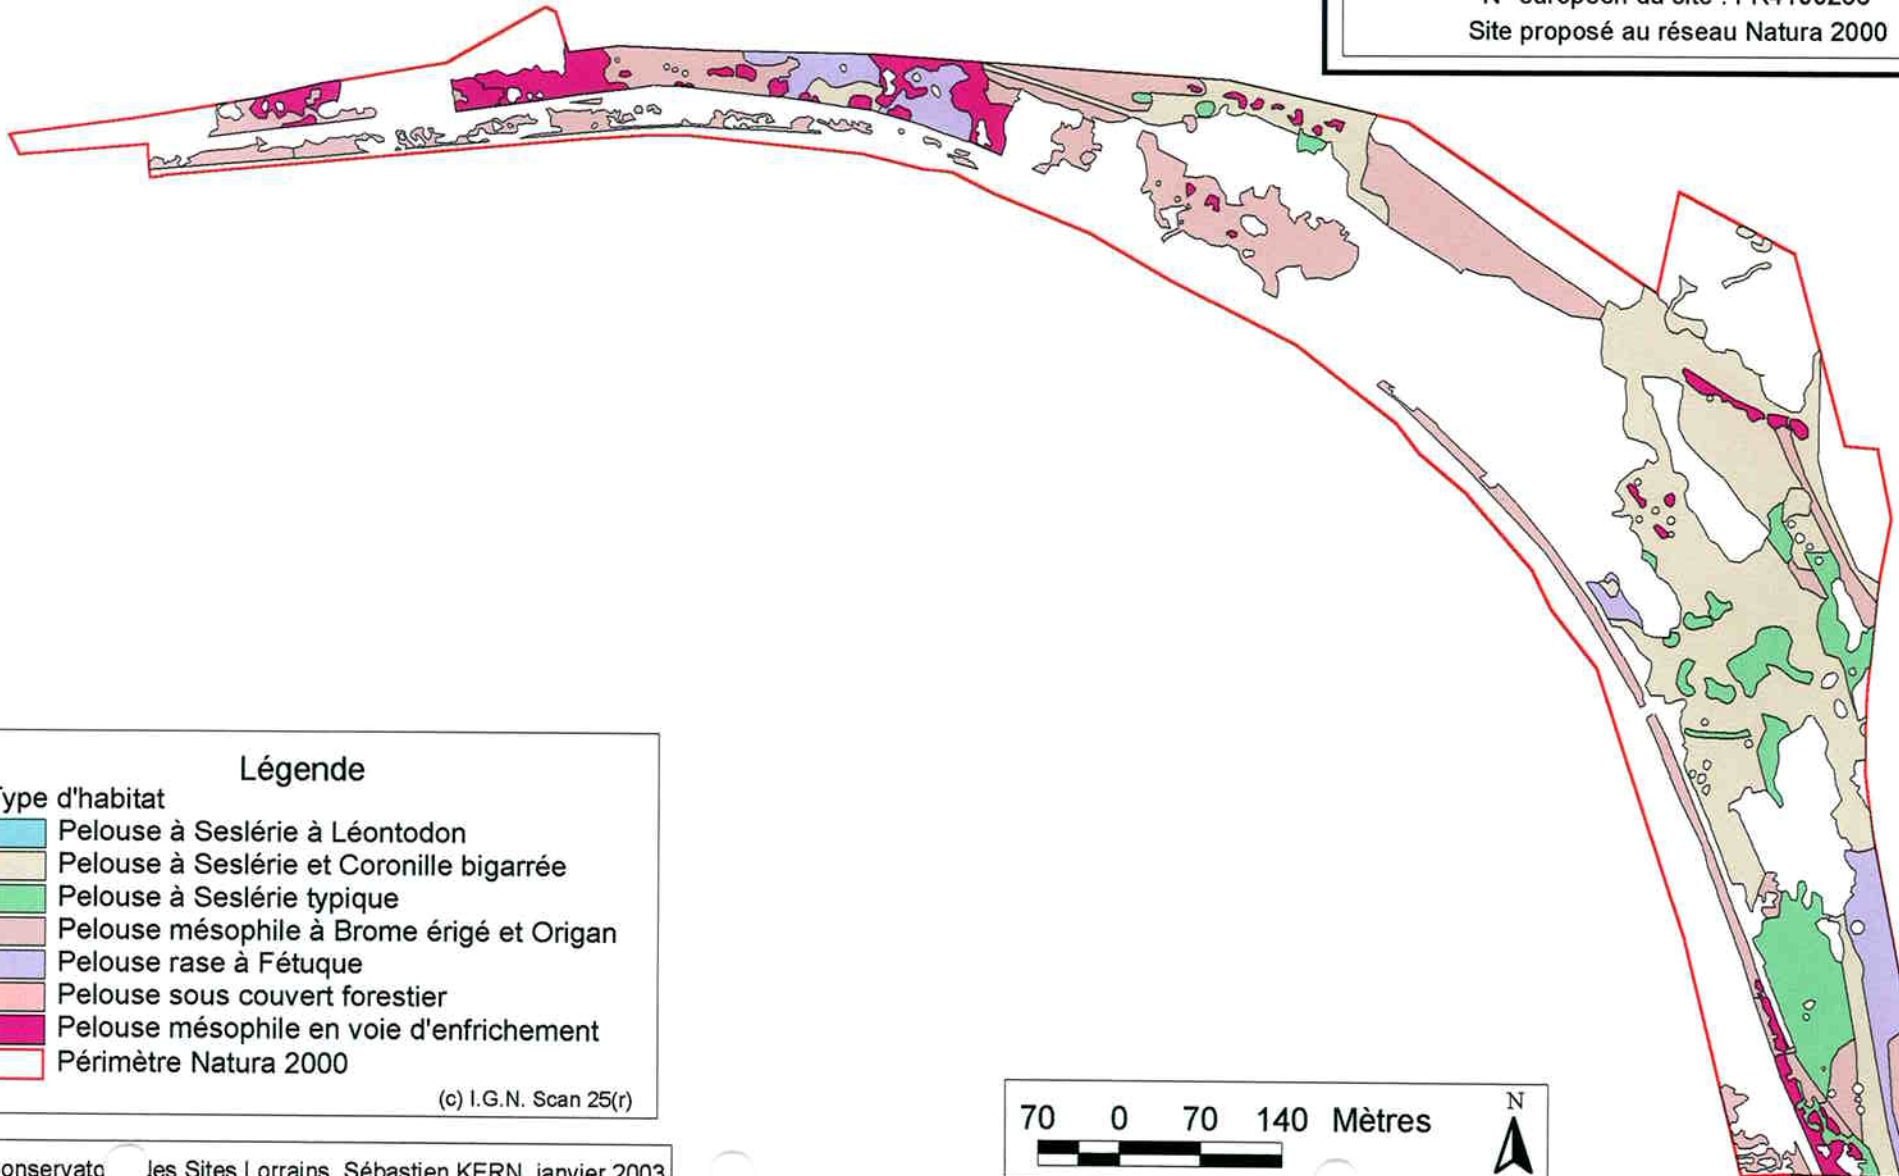 Site proposé au réseau Natura 2000
Légende
d'habitat
Pelouse à Seslérie à Léontodon
Pelouse à Seslérie et Coronille bigarrée
Pelouse à Seslérie typique
Pelouse mésophile à Brome érigé et Origan
Pelouse rase à Fétuque
Pelouse sous couvert forestier
Pelouse mésophile en voie d'enfrichement
Périmètre Natura 2000
(c) I.G.N. Scan 25(r)
70 0 70 140 Mètres
N
Sites Lorrains, Sébastien KERN, janvier 2003